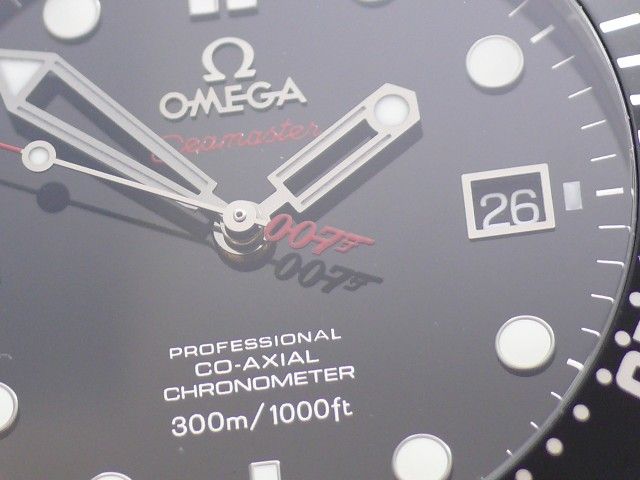 Ω
OMEGA
Seamaster
26
007
PROFESSIONAL
CO-AXIAL
CHRONOMETER
300m/1000ft